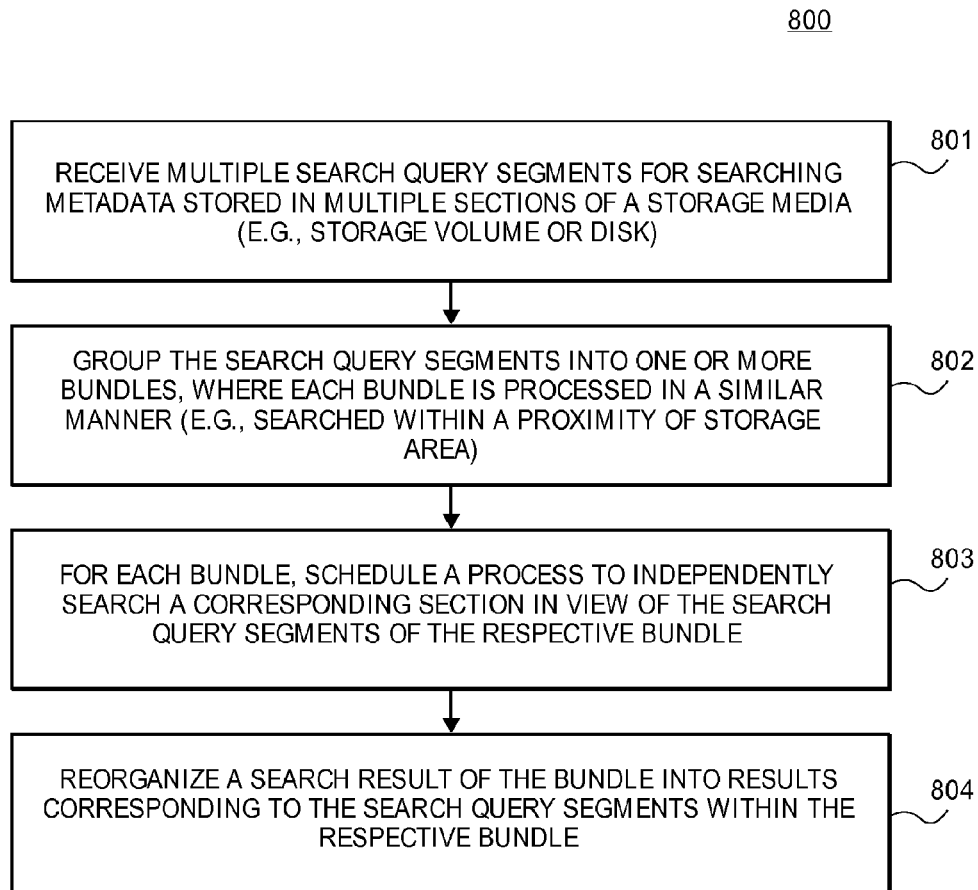 800
RECEIVE MULTIPLE SEARCH QUERY SEGMENTS FOR SEARCHING
METADATA STORED IN MULTIPLE SECTIONS OF A STORAGE MEDIA
(E.G., STORAGE VOLUME OR DISK)
801
GROUP THE SEARCH QUERY SEGMENTS INTO ONE OR MORE
BUNDLES, WHERE EACH BUNDLE IS PROCESSED IN A SIMILAR
MANNER (E.G., SEARCHED WITHIN A PROXIMITY OF STORAGE
AREA)
802
FOR EACH BUNDLE, SCHEDULE A PROCESS TO INDEPENDENTLY
SEARCH A CORRESPONDING SECTION IN VIEW OF THE SEARCH
QUERY SEGMENTS OF THE RESPECTIVE BUNDLE
803
REORGANIZE A SEARCH RESULT OF THE BUNDLE INTO RESULTS
CORRESPONDING TO THE SEARCH QUERY SEGMENTS WITHIN THE
RESPECTIVE BUNDLE
804